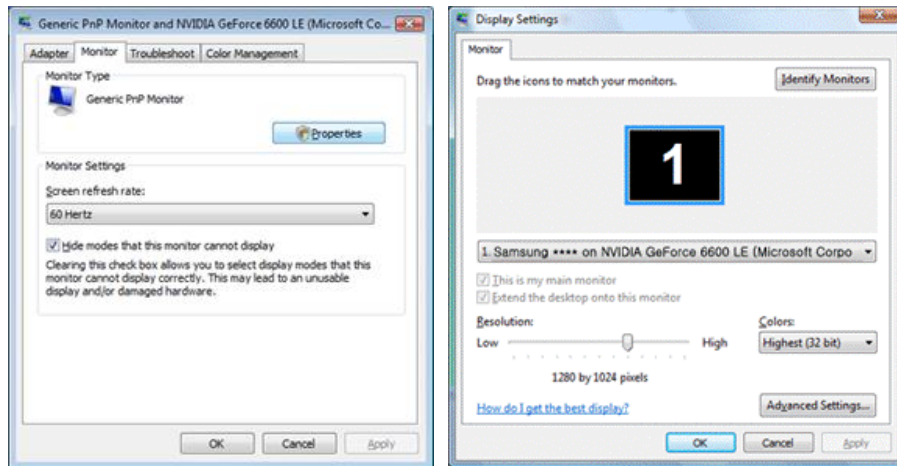 Generic PnP Monitor and NVIDIA GeForce 6600 LE (Microsoft Co...
Adapter Monitor Troubleshoot Color Management
Monitor Type
Generic PnP Monitor
Properties
Monitor Settings
Screen refresh rate:
60 Hertz
Hide modes that this monitor cannot display
Clearing this check box allows you to select display modes that this
monitor cannot display correctly. This may lead to an unusable
display and/or damaged hardware.
OK Cancel Apply
Display Settings
Monitor
Drag the icons to match your monitors.
Identify Monitors
1
1. Samsung **** on NVIDIA GeForce 6600 LE (Microsoft Corpo
This is my main monitor
Extend the desktop onto this monitor
Resolution:
Colors:
Low High
Highest (32 bit)
1280 by 1024 pixels
How do I get the best display?
Advanced Settings...
OK Cancel Apply